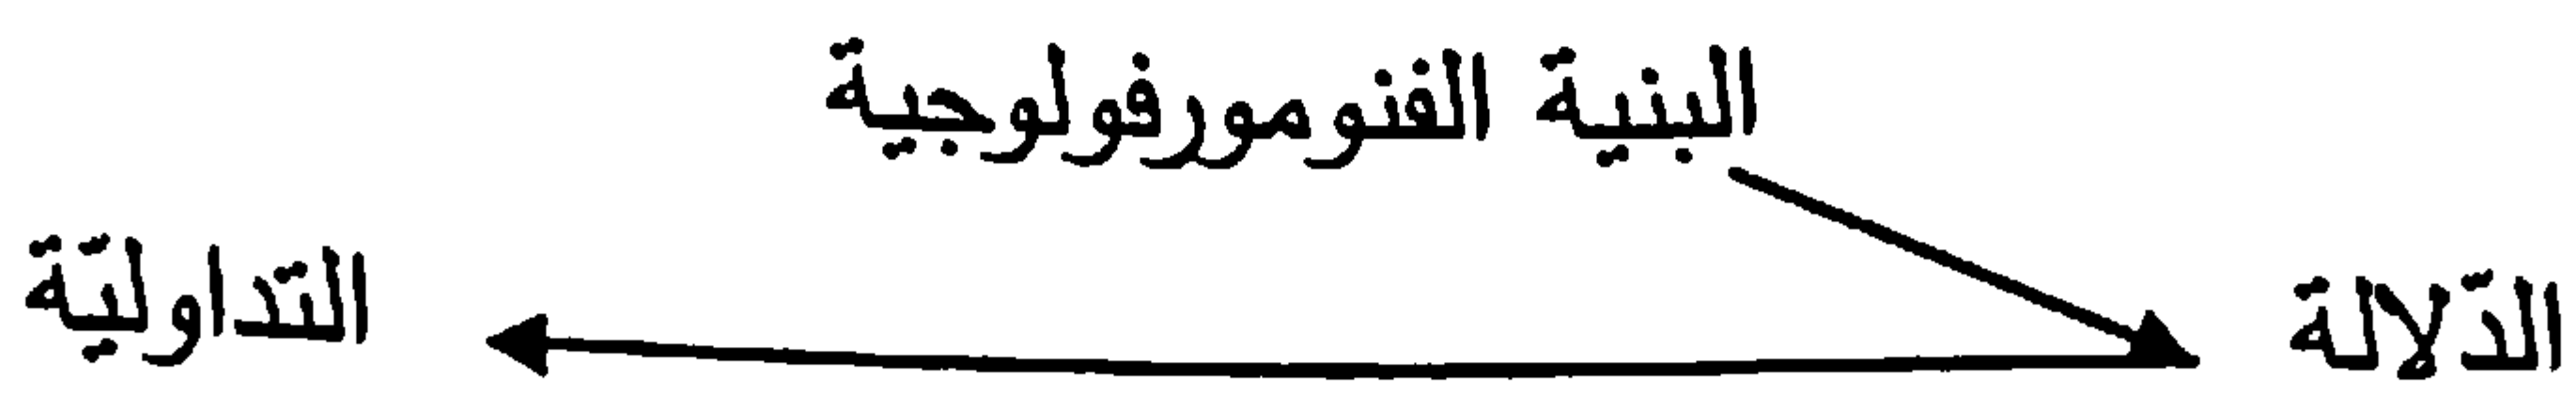 البنية الفنومورفولوجية
الدّلالة
التداوليّة